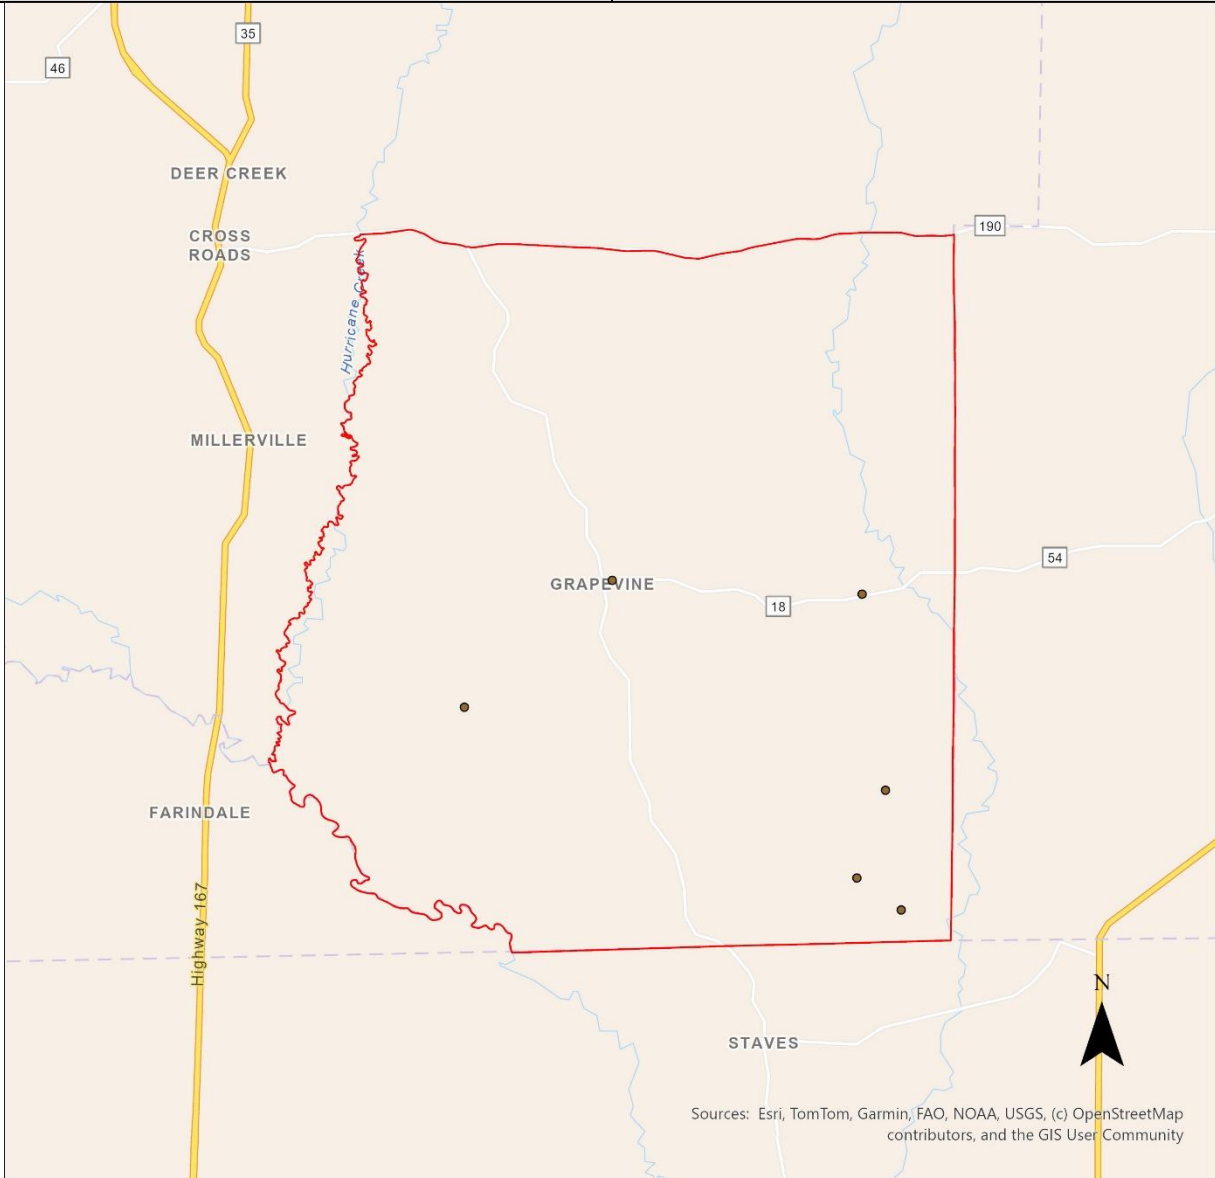 35
46
DEER CREEK
CROSS
ROADS
190
Hurricane Creek
MILLERVILLE
54
GRAPEVINE
18
FARINDALE
Highway 167
N
STAVES
Sources: Esri, TomTom, Garmin, FAO, NOAA, USGS, (c) OpenStreetMap
contributors, and the GIS User Community